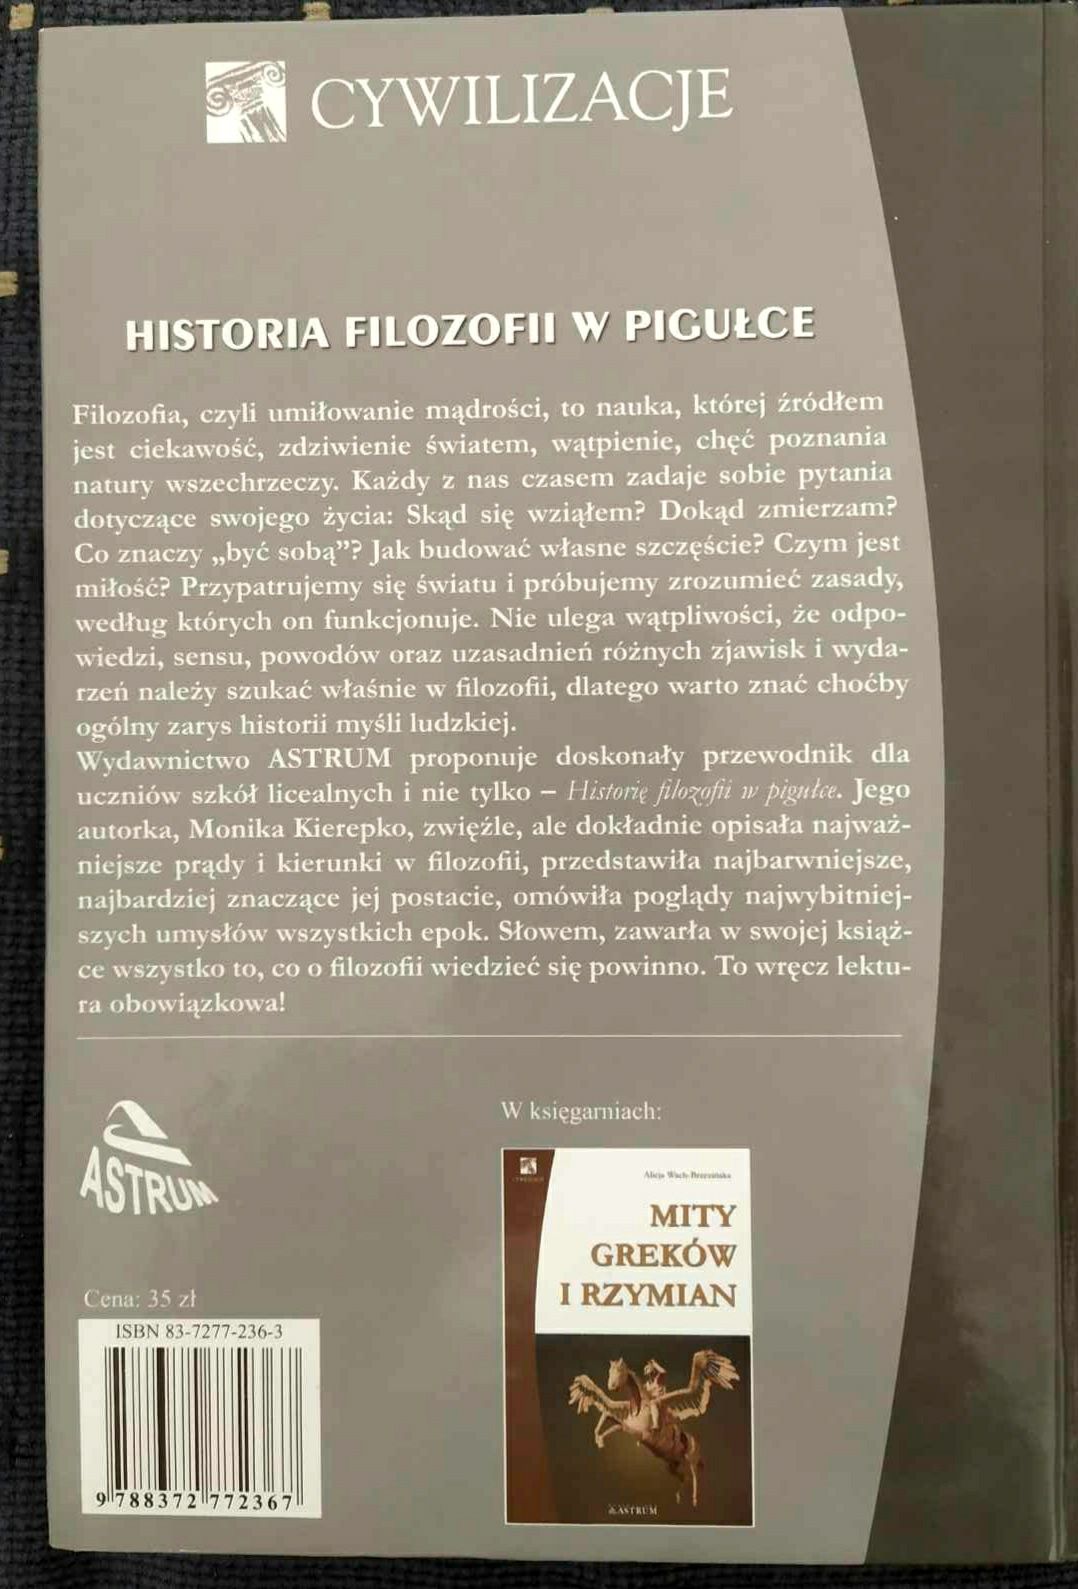 CYWILIZACJE
HISTORIA FILOZOFII W PIGUŁCE
Filozofia, czyli umiłowanie mądrości, to nauka, której źródłem
jest ciekawość, zdziwienie światem, wątpienie, chęć poznania
natury wszechrzeczy. Każdy z nas czasem zadaje sobie pytania
dotyczące swojego życia: Skąd się wziąłem? Dokąd zmierzam?
Co znaczy „być sobą”? Jak budować własne szczęście? Czym jest
miłość? Przypatrujemy się światu i próbujemy zrozumieć zasady,
według których on funkcjonuje. Nie ulega wątpliwości, że odpo-
wiedzi, sensu, powodów oraz uzasadnień różnych zjawisk i wyda-
rzeń należy szukać właśnie w filozofii, dlatego warto znać choćby
ogólny zarys historii myśli ludzkiej.
Wydawnictwo ASTRUM proponuje doskonały przewodnik dla
uczniów szkół licealnych i nie tylko – Historię filozofii w pigułce. Jego
autorka, Monika Kierepko, zwięźle, ale dokładnie opisała najważ-
niejsze prądy i kierunki w filozofii, przedstawiła najbarwniejsze,
najbardziej znaczące jej postacie, omówiła poglądy najwybitniej-
szych umysłów wszystkich epok. Słowem, zawarła w swojej książ-
ce wszystko to, co o filozofii wiedzieć się powinno. To wręcz lektu-
ra obowiązkowa!
ASTRUM
Cena: 35 zł
ISBN 83-7277-236-3
9 788372 772367
W księgarniach:
Alicja
MITY
GREKÓW
I RZYMIAN
ASTRUM